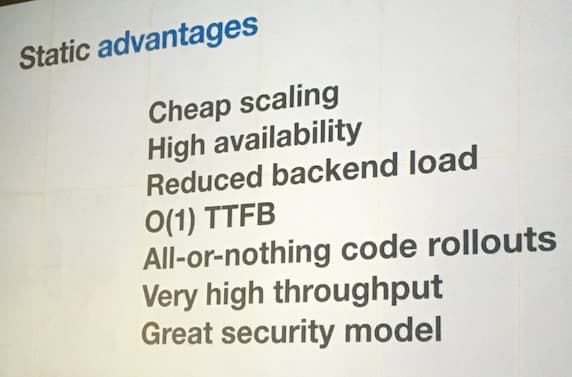 Static advantages
Cheap scaling
High availability
Reduced backend load
O(1) TTFB
All-or-nothing code rollouts
Very high throughput
Great security model